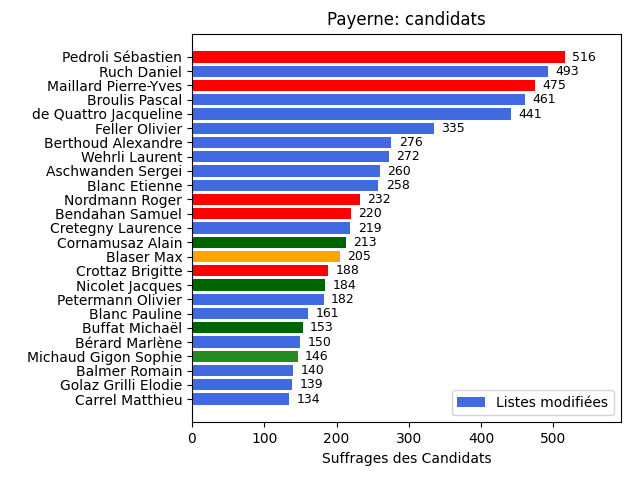 Payerne: candidats
Pedroli Sébastien 516
Ruch Daniel 493
Maillard Pierre-Yves 475
Broulis Pascal 461
de Quattro Jacqueline 441
Feller Olivier 335
Berthoud Alexandre 276
Wehrli Laurent 272
Aschwanden Sergei 260
Blanc Etienne 258
Nordmann Roger 232
Bendahan Samuel 220
Cretegny Laurence 219
Cornamusaz Alain 213
Blaser Max 205
Crottaz Brigitte 188
Nicolet Jacques 184
Petermann Olivier 182
Blanc Pauline 161
Buffat Michaël 153
Bérard Marlène 150
Michaud Gigon Sophie 146
Balmer Romain 140
Golaz Grilli Elodie 139
Carrel Matthieu 134
Listes modifiées
0 100 200 300 400 500
Suffrages des Candidats